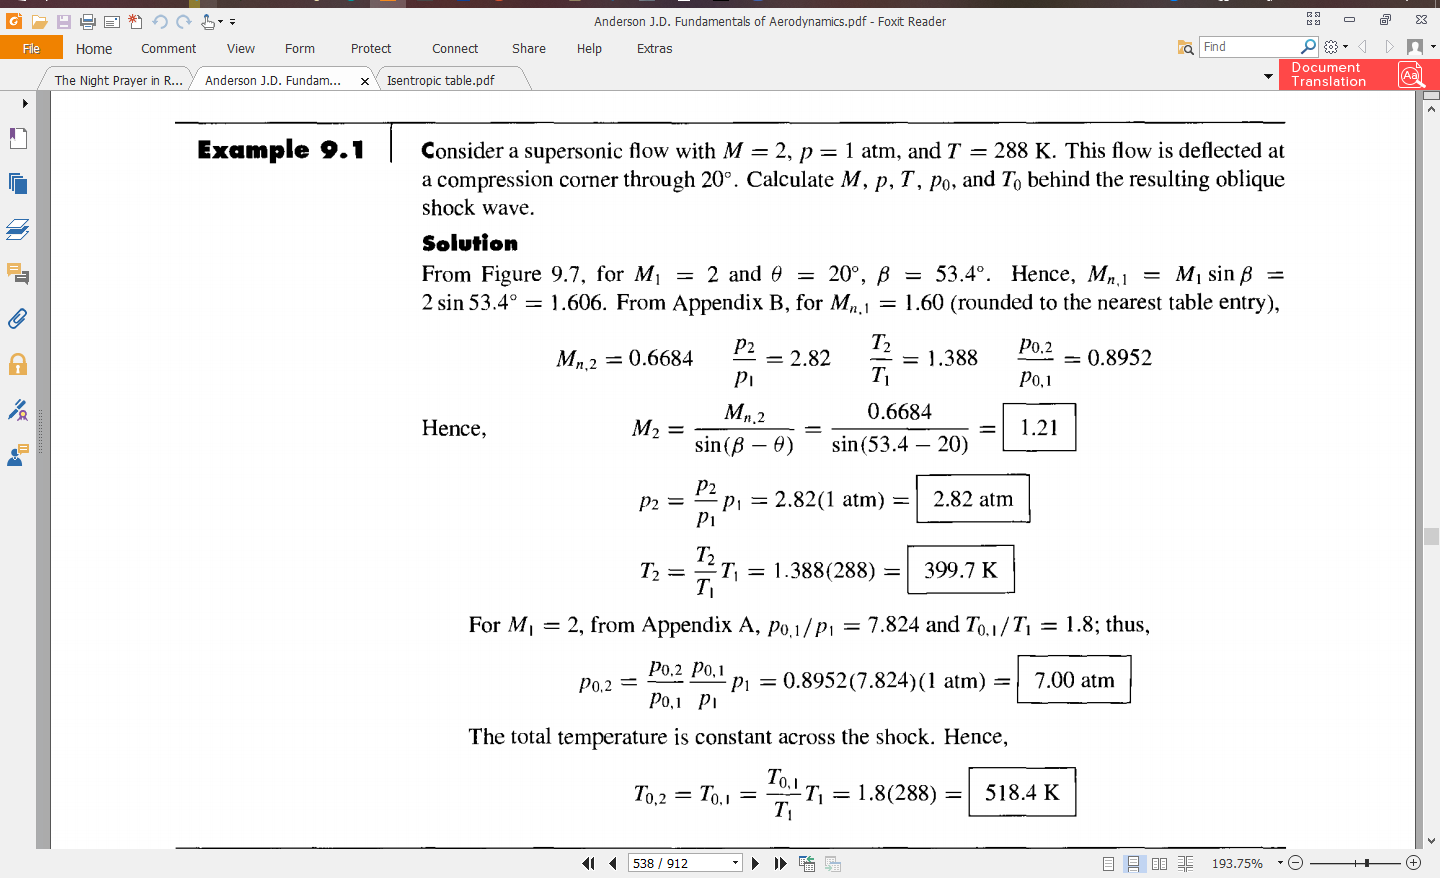 Anderson J.D. Fundamentals of Aerodynamics.pdf - Foxit Reader
File Home Comment View Form Protect Connect Share Help Extras Find
The Night Prayer in R... Anderson J.D. Fundam... x Isentropic table.pdf
Document
Translation
Example 9.1
Consider a supersonic flow with M = 2, p = 1 atm, and T = 288 K. This flow is deflected at
a compression corner through 20°. Calculate M, p, T, p₀, and T₀ behind the resulting oblique
shock wave.
Solution
From Figure 9.7, for M₁ = 2 and θ = 20°, β = 53.4°. Hence, Mₙ,₁ = M₁ sin β =
2 sin 53.4° = 1.606. From Appendix B, for Mₙ,₁ = 1.60 (rounded to the nearest table entry),
Mₙ,₂ = 0.6684 p₂/p₁ = 2.82 T₂/T₁ = 1.388 p₀,₂/p₀,₁ = 0.8952
Hence, M₂ = Mₙ,₂/sin(β − θ) = 0.6684/sin(53.4 − 20) = 1.21
p₂ = p₂/p₁ p₁ = 2.82(1 atm) = 2.82 atm
T₂ = T₂/T₁ T₁ = 1.388(288) = 399.7 K
For M₁ = 2, from Appendix A, p₀,₁/p₁ = 7.824 and T₀,₁/T₁ = 1.8; thus,
p₀,₂ = p₀,₂/p₀,₁ p₀,₁/p₁ p₁ = 0.8952(7.824)(1 atm) = 7.00 atm
The total temperature is constant across the shock. Hence,
T₀,₂ = T₀,₁ = T₀,₁/T₁ T₁ = 1.8(288) = 518.4 K
538 / 912 193.75%